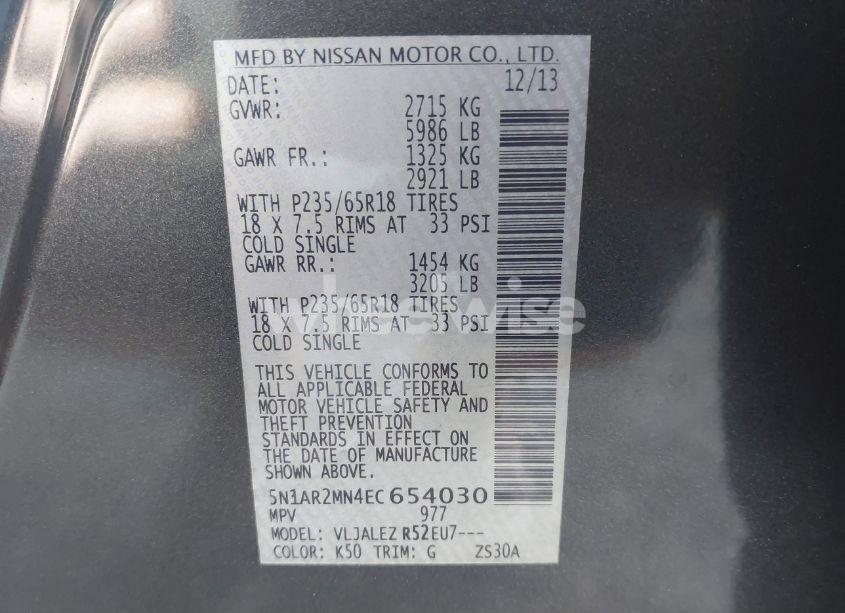 MFD BY NISSAN MOTOR CO., LTD.
DATE: 12/13
GVWR: 2715 KG
5986 LB
GAWR FR.: 1325 KG
2921 LB
WITH P235/65R18 TIRES
18 X 7.5 RIMS AT 33 PSI
COLD SINGLE
GAWR RR.: 1454 KG
3205 LB
WITH P235/65R18 TIRES
18 X 7.5 RIMS AT 33 PSI
COLD SINGLE
wheelwise
THIS VEHICLE CONFORMS TO
ALL APPLICABLE FEDERAL
MOTOR VEHICLE SAFETY AND
THEFT PREVENTION
STANDARDS IN EFFECT ON
THE DATE OF MANUFACTURE
SHOWN ABOVE.
5N1AR2MN4EC654030
MPV 977
MODEL: VLJALEZ R52EU7---
COLOR: K50 TRIM: G ZS30A